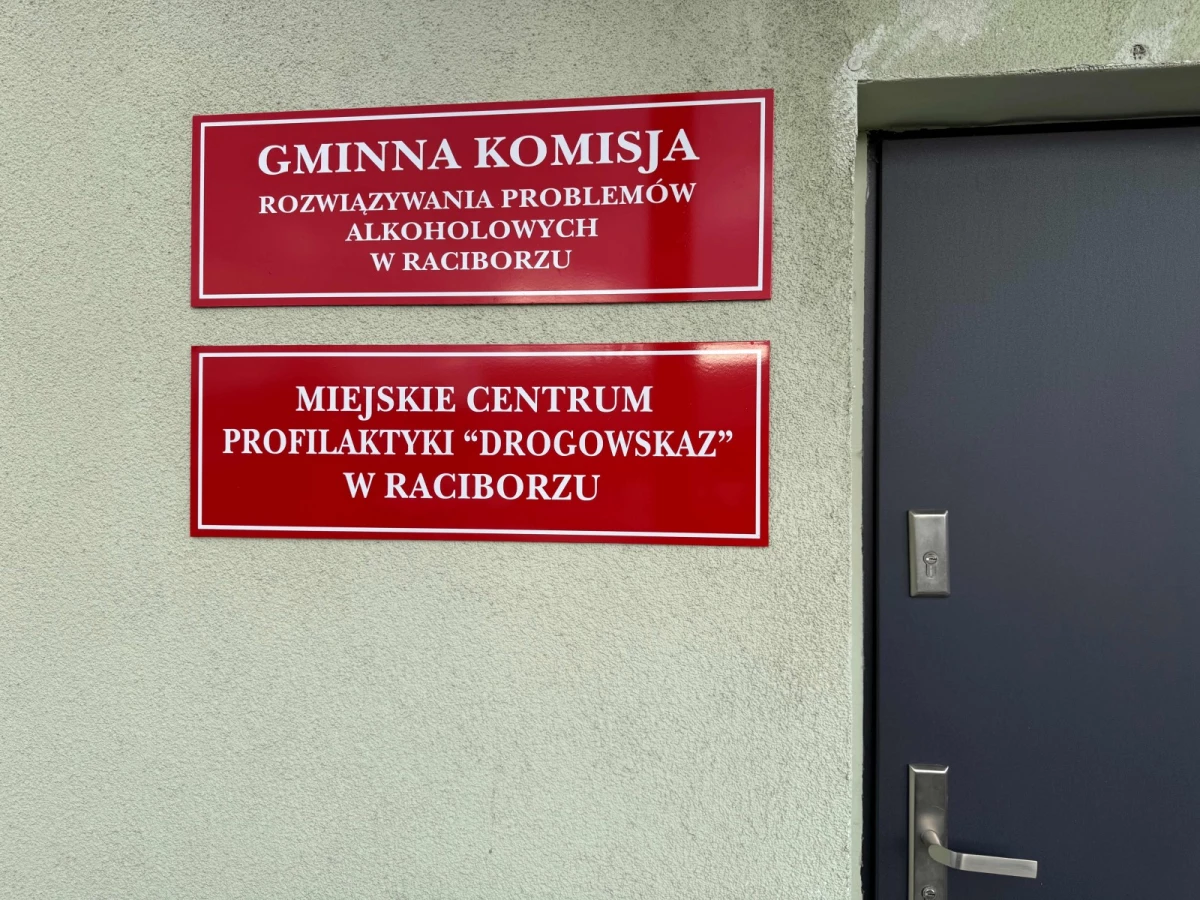 GMINNA KOMISJA
ROZWIĄZYWANIA PROBLEMÓW
ALKOHOLOWYCH
W RACIBORZU
MIEJSKIE CENTRUM
PROFILAKTYKI “DROGOWSKAZ”
W RACIBORZU